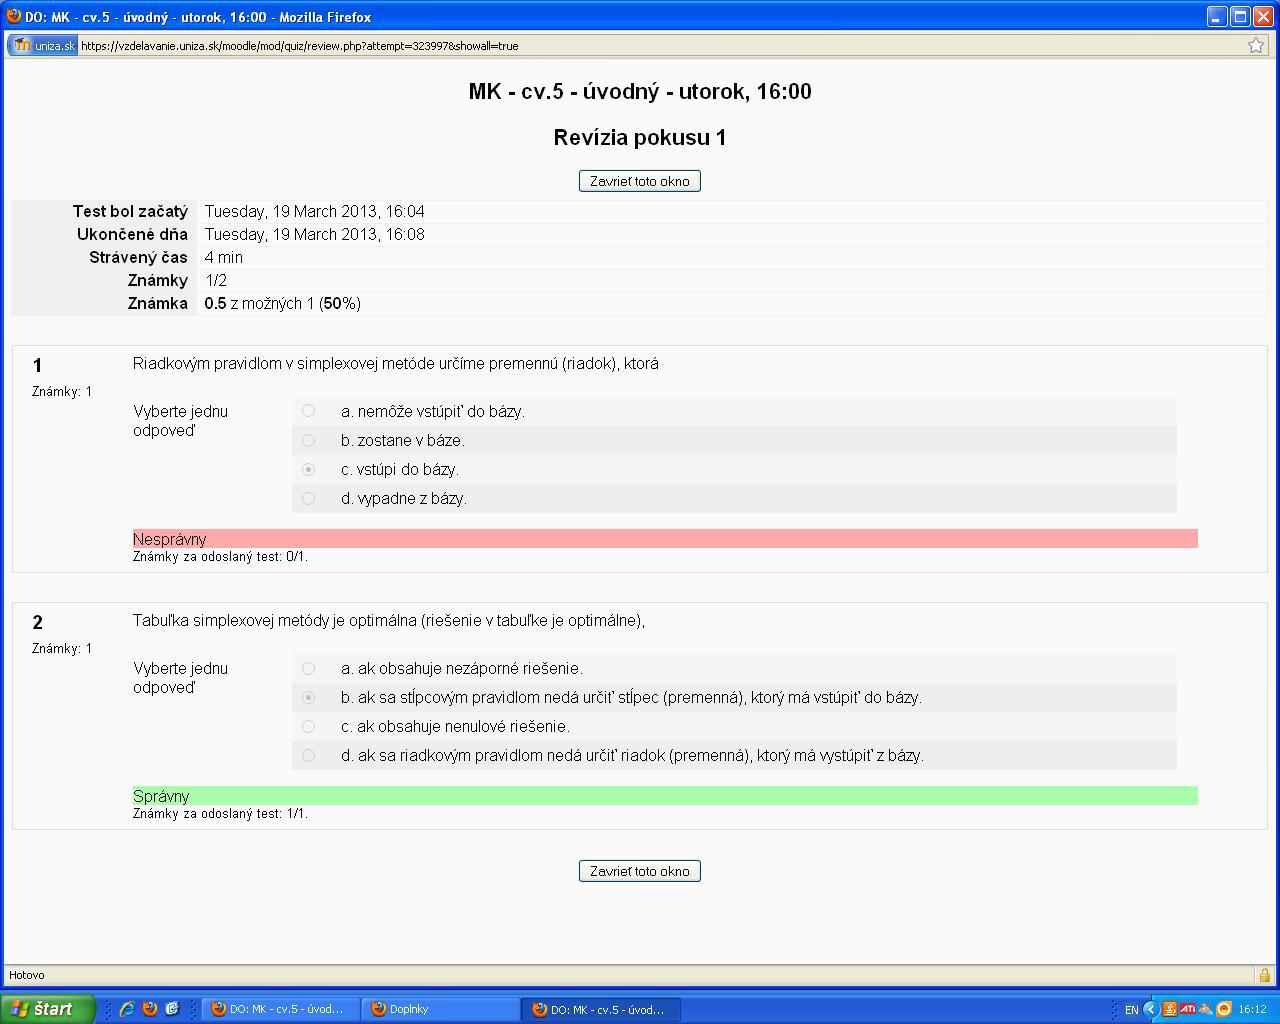 DO: MK - cv.5 - úvodný - utorok, 16:00 - Mozilla Firefox
uniza.sk https://vzdelavanie.uniza.sk/moodle/mod/quiz/review.php?attempt=323997&showall=true
MK - cv.5 - úvodný - utorok, 16:00
Revízia pokusu 1
Zavrieť toto okno
Test bol začatý Tuesday, 19 March 2013, 16:04
Ukončené dňa Tuesday, 19 March 2013, 16:08
Strávený čas 4 min
Známky 1/2
Známka 0.5 z možných 1 (50%)
1 Riadkovým pravidlom v simplexovej metóde určíme premennú (riadok), ktorá
Známky: 1
Vyberte jednu odpoveď
a. nemôže vstúpiť do bázy.
b. zostane v báze.
c. vstúpi do bázy.
d. vypadne z bázy.
Nesprávny
Známky za odoslaný test: 0/1.
2 Tabuľka simplexovej metódy je optimálna (riešenie v tabuľke je optimálne),
Známky: 1
Vyberte jednu odpoveď
a. ak obsahuje nezáporné riešenie.
b. ak sa stĺpcovým pravidlom nedá určiť stĺpec (premenná), ktorý má vstúpiť do bázy.
c. ak obsahuje nenulové riešenie.
d. ak sa riadkovým pravidlom nedá určiť riadok (premenná), ktorý má vystúpiť z bázy.
Správny
Známky za odoslaný test: 1/1.
Zavrieť toto okno
Hotovo
štart DO: MK - cv.5 - úvod... Doplnky DO: MK - cv.5 - úvod... EN ATI 16:12